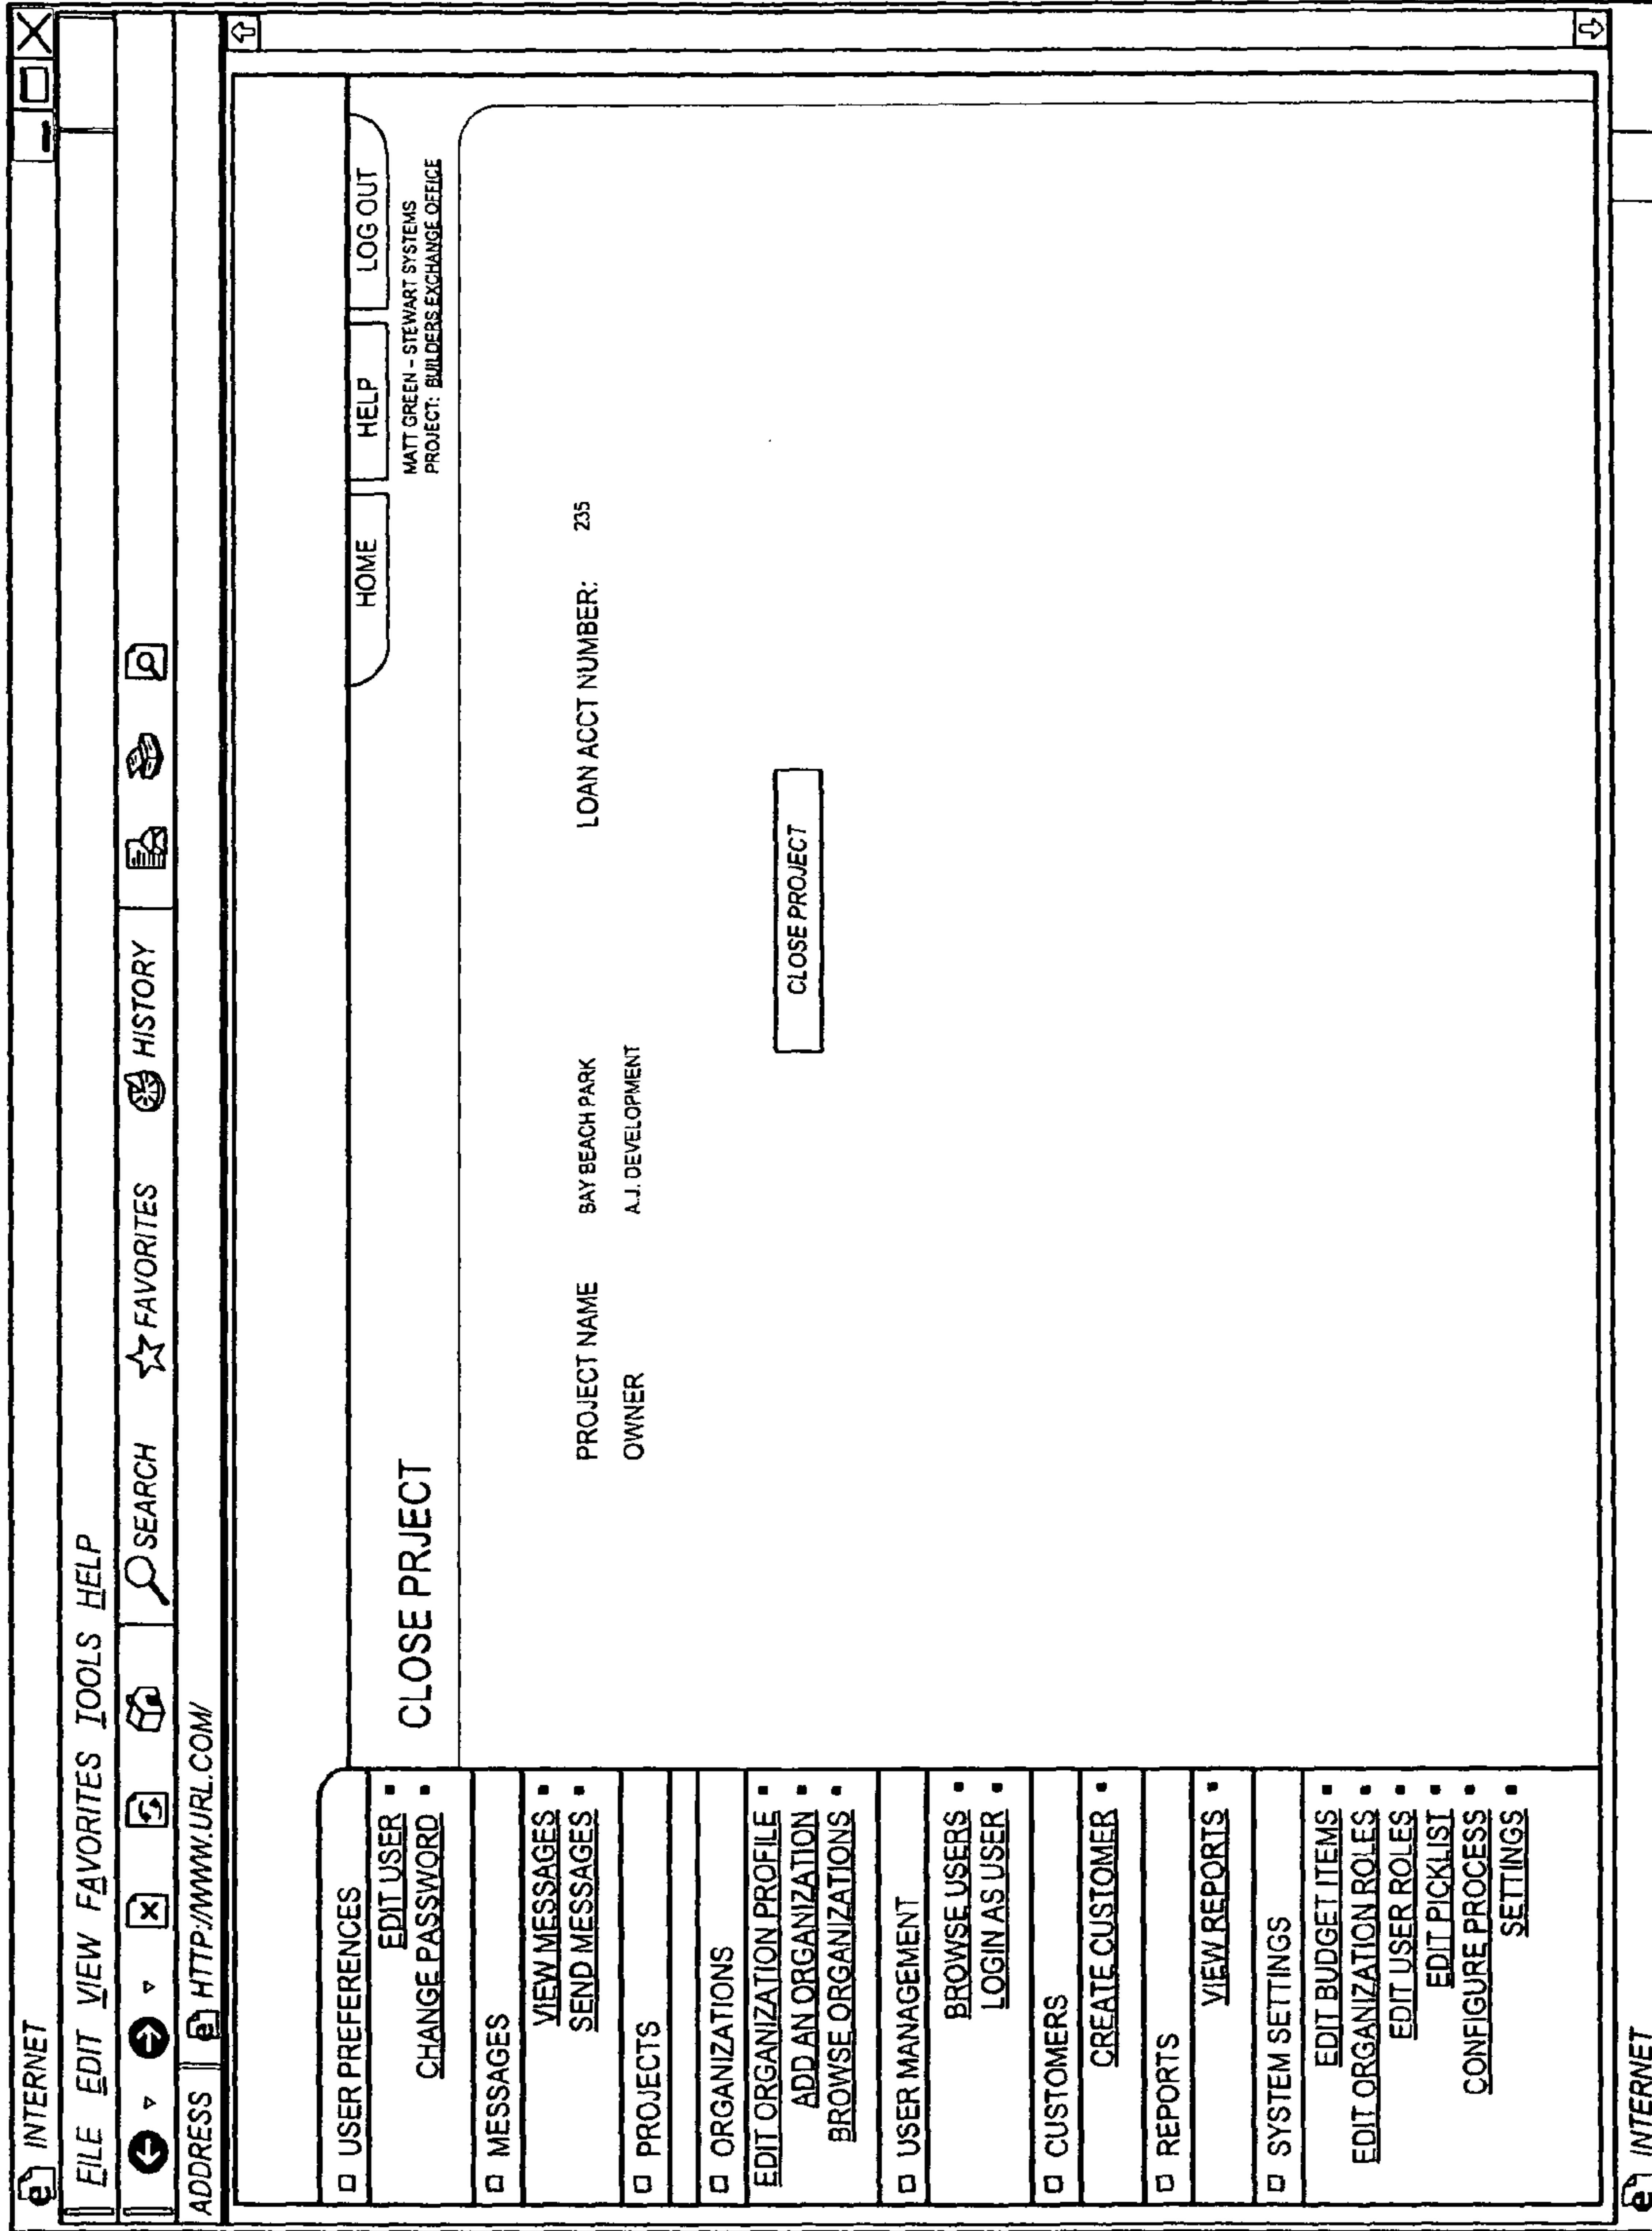 INTERNET
FILE EDIT VIEW FAVORITES TOOLS HELP
SEARCH FAVORITES HISTORY
ADDRESS HTTP://WWW.URL.COM/
HOME HELP LOG OUT
MATT GREEN - STEWART SYSTEMS
PROJECT: BUILDERS EXCHANGE OFFICE
CLOSE PRJECT
USER PREFERENCES
EDIT USER
CHANGE PASSWORD
MESSAGES
VIEW MESSAGES
SEND MESSAGES
PROJECTS
ORGANIZATIONS
EDIT ORGANIZATION PROFILE
ADD AN ORGANIZATION
BROWSE ORGANIZATIONS
USER MANAGEMENT
BROWSE USERS
LOGIN AS USER
CUSTOMERS
CREATE CUSTOMER
REPORTS
VIEW REPORTS
SYSTEM SETTINGS
EDIT BUDGET ITEMS
EDIT ORGANIZATION ROLES
EDIT USER ROLES
EDIT PICKLIST
CONFIGURE PROCESS
SETTINGS
PROJECT NAME BAY BEACH PARK LOAN ACCT NUMBER: 235
OWNER A.J. DEVELOPMENT
CLOSE PROJECT
INTERNET